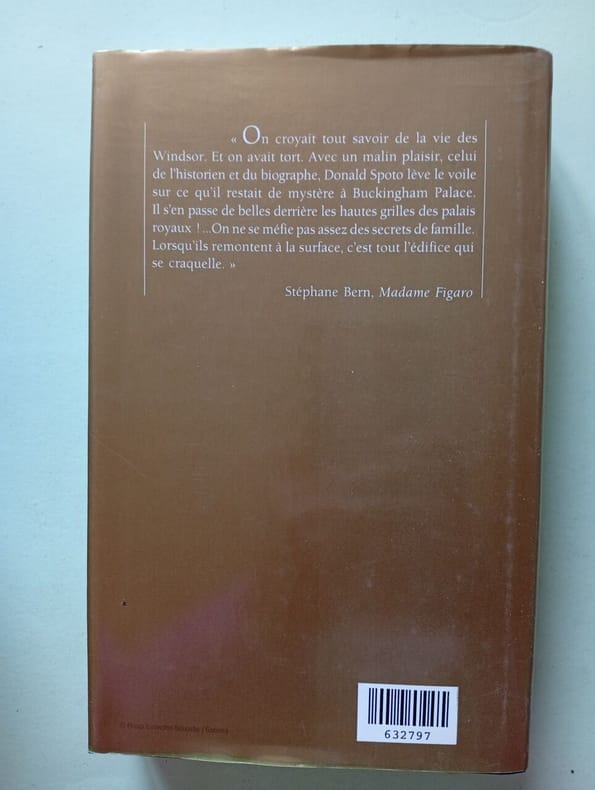 « On croyait tout savoir de la vie des
Windsor. Et on avait tort. Avec un malin plaisir, celui
de l'historien et du biographe, Donald Spoto lève le voile
sur ce qu'il restait de mystère à Buckingham Palace.
Il s'en passe de belles derrière les hautes grilles des palais
royaux ! ...On ne se méfie pas assez des secrets de famille.
Lorsqu'ils remontent à la surface, c'est tout l'édifice qui
se craquelle. »
Stéphane Bern, Madame Figaro
632797